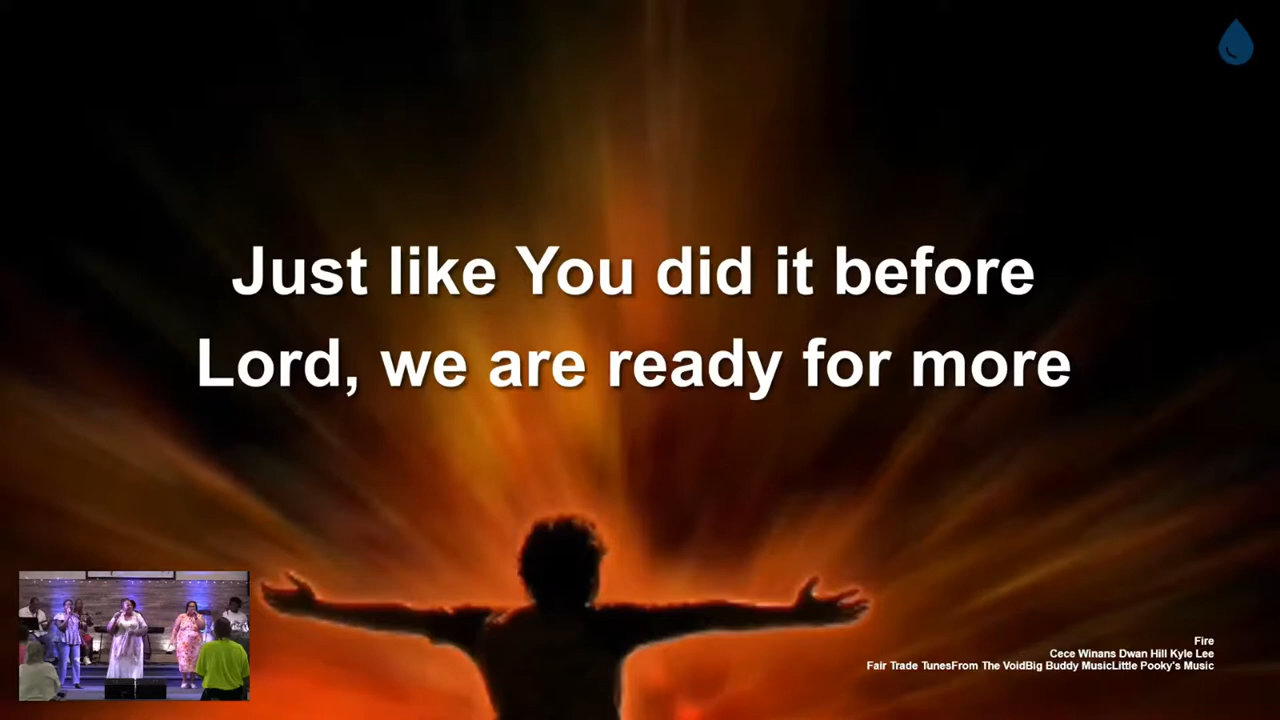 Just like You did it before
Lord, we are ready for more
Fire
Cece Winans Dwan Hill Kyle Lee
Fair Trade TunesFrom The VoidBig Buddy MusicLittle Pooky's Music